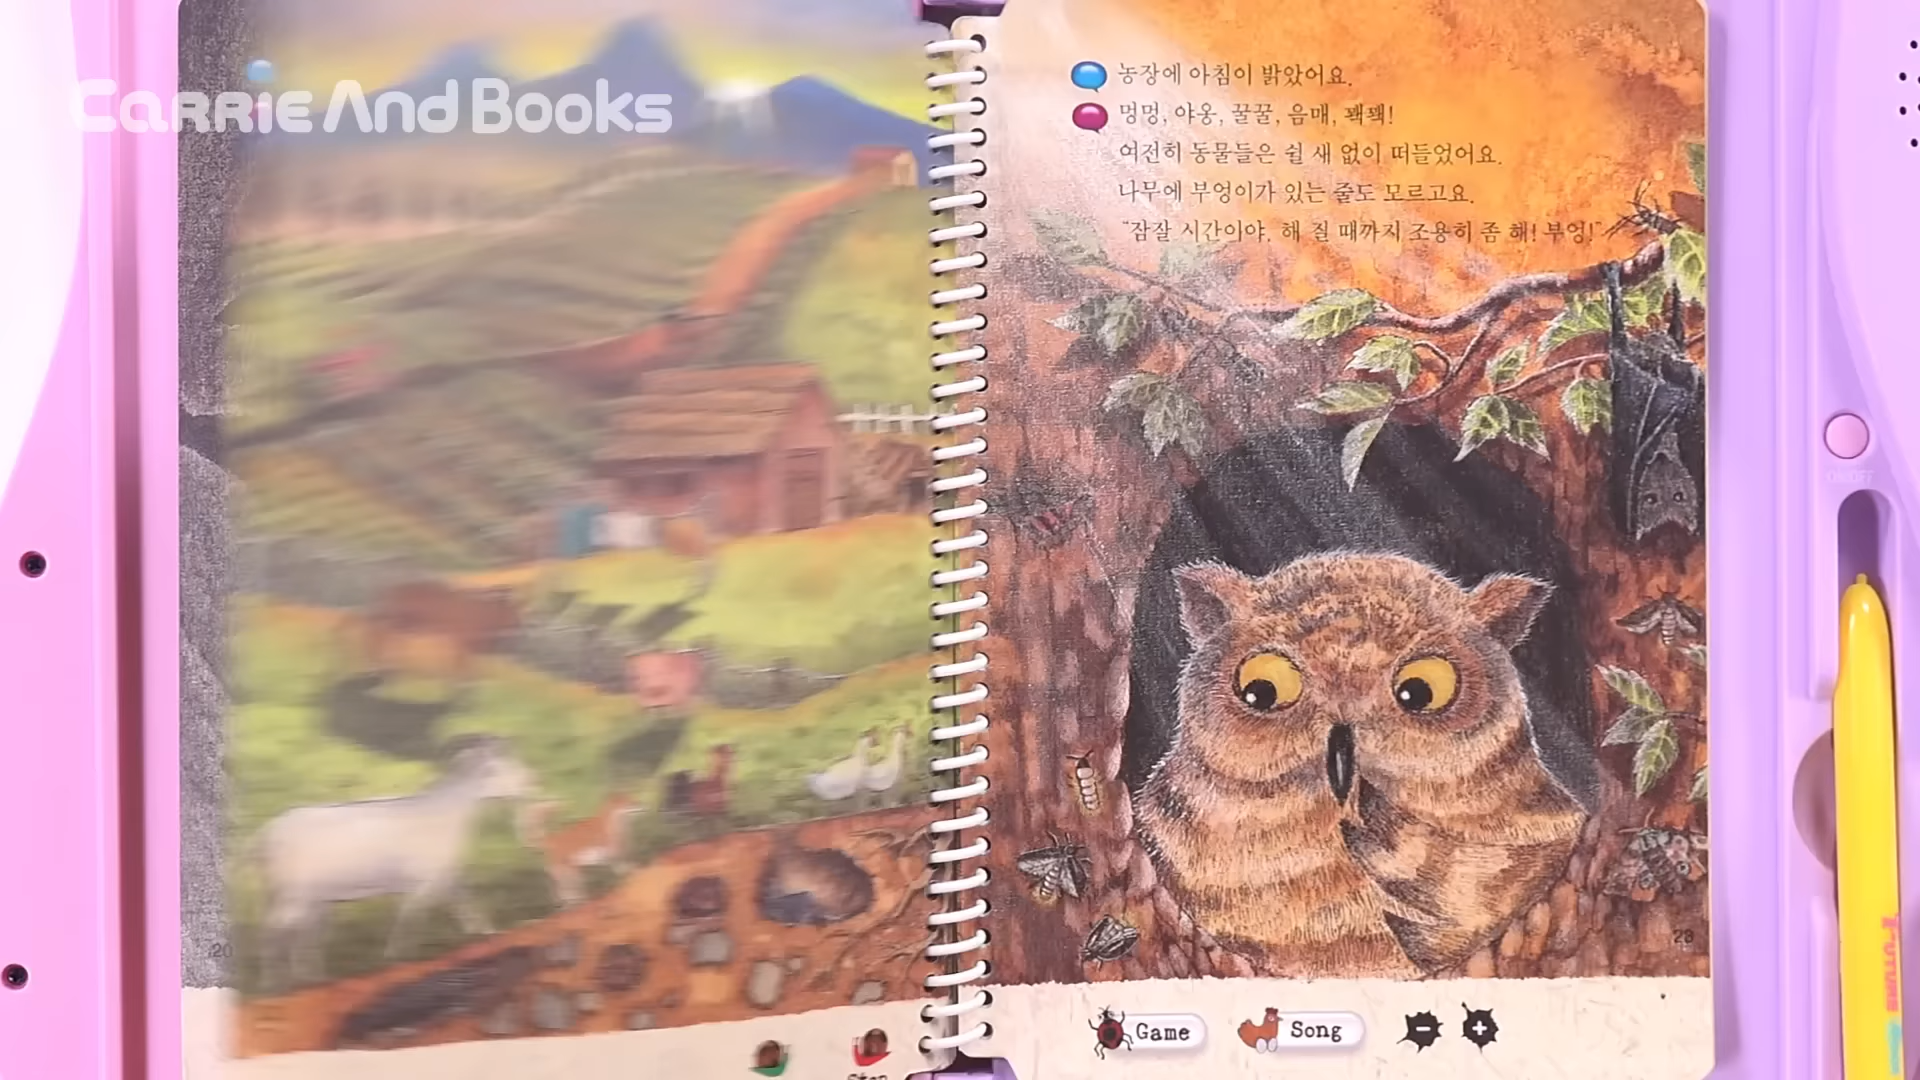 Carrie And Books
농장에 아침이 밝았어요.
멍멍, 야옹, 꿀꿀, 음매, 꽥꽥!
여전히 동물들은 쉴 새 없이 떠들었어요.
나무에 부엉이가 있는 줄도 모르고요.
“잠잘 시간이야. 해 질 때까지 조용히 좀 해! 부엉!”
ON/OFF
20
23
Game
Song
Stop